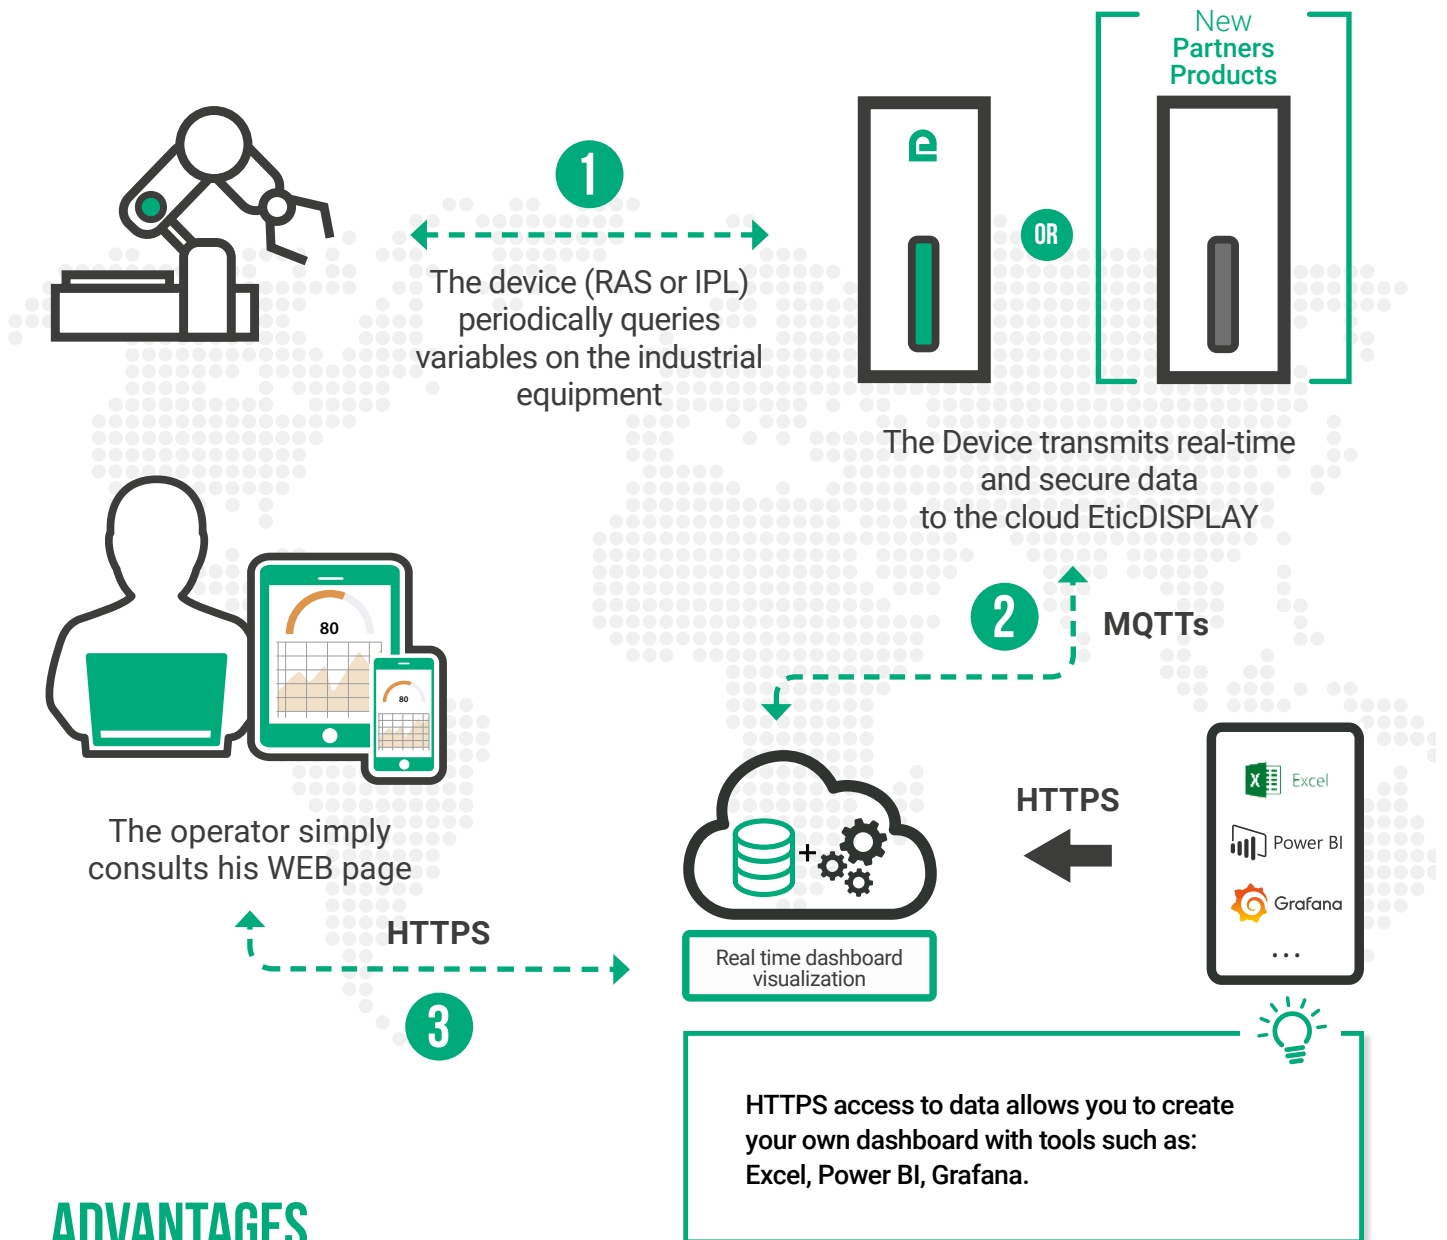 New
Partners
Products
1
OR
The device (RAS or IPL)
periodically queries
variables on the industrial
equipment
The Device transmits real-time
and secure data
to the cloud EticDISPLAY
2
MQTTs
80
80
The operator simply
consults his WEB page
HTTPS
3
+
Real time dashboard
visualization
HTTPS
Excel
Power BI
Grafana
...
HTTPS access to data allows you to create
your own dashboard with tools such as:
Excel, Power BI, Grafana.
ADVANTAGES